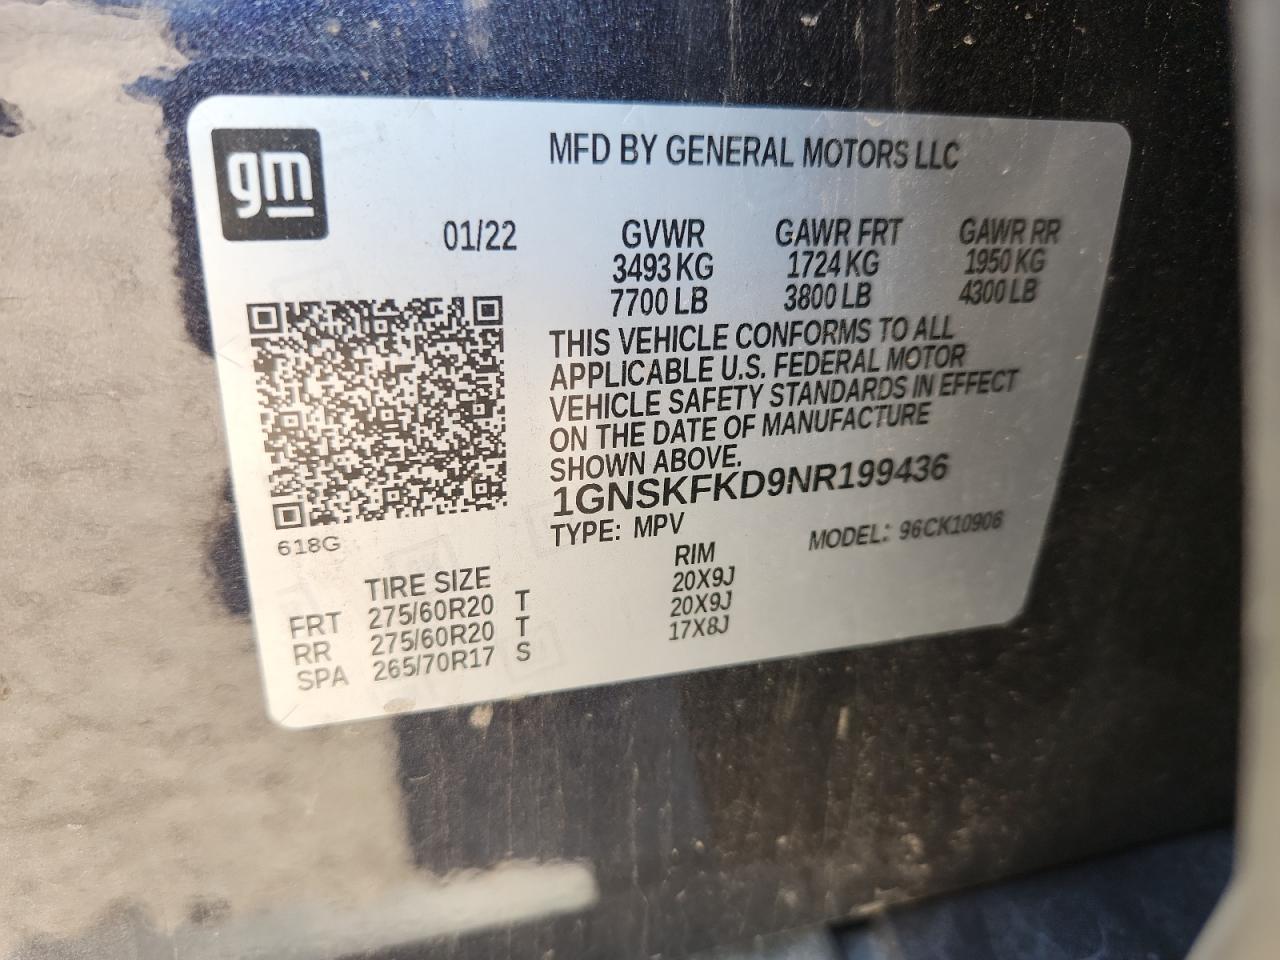 gm
MFD BY GENERAL MOTORS LLC
01/22 GVWR GAWR FRT GAWR RR
3493 KG 1724 KG 1950 KG
7700 LB 3800 LB 4300 LB
THIS VEHICLE CONFORMS TO ALL
APPLICABLE U.S. FEDERAL MOTOR
VEHICLE SAFETY STANDARDS IN EFFECT
ON THE DATE OF MANUFACTURE
SHOWN ABOVE.
1GNSKFKD9NR199436
TYPE: MPV MODEL: 96CK10906
618G
TIRE SIZE RIM
FRT 275/60R20 T 20X9J
RR 275/60R20 T 20X9J
SPA 265/70R17 S 17X8J